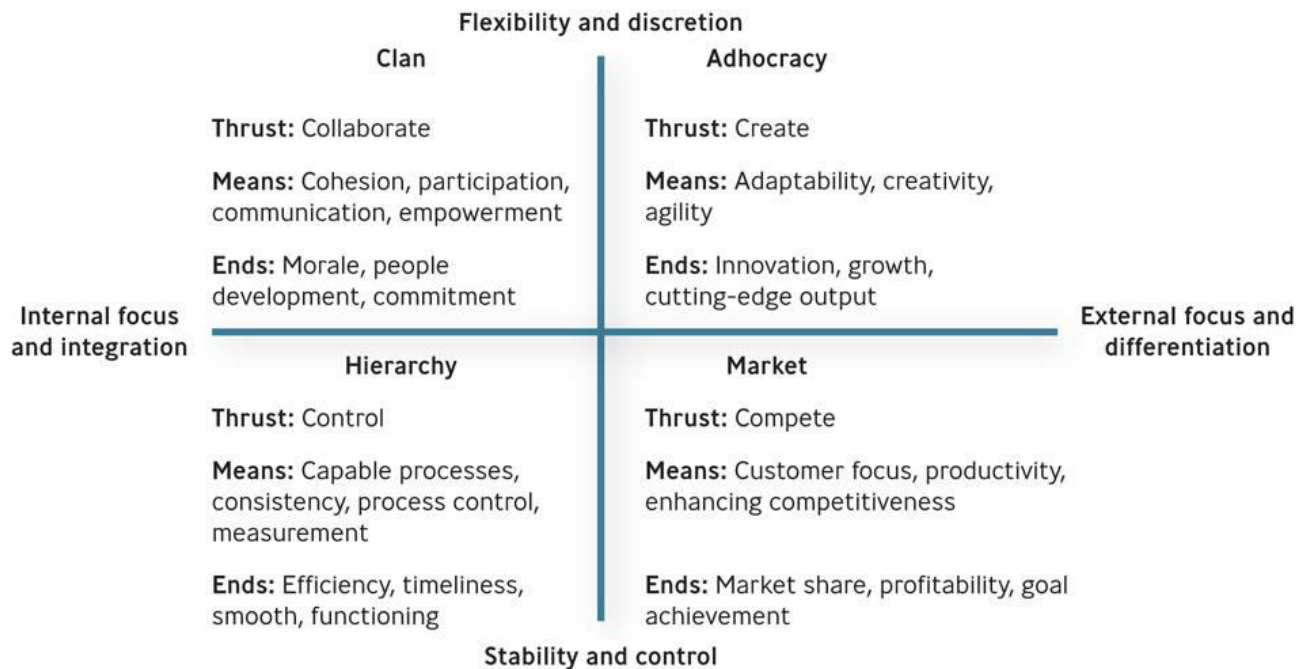 Flexibility and discretion
Clan
Thrust: Collaborate
Means: Cohesion, participation,
communication, empowerment
Ends: Morale, people
development, commitment
Adhocracy
Thrust: Create
Means: Adaptability, creativity,
agility
Ends: Innovation, growth,
cutting-edge output
Internal focus
and integration
External focus and
differentiation
Hierarchy
Thrust: Control
Means: Capable processes,
consistency, process control,
measurement
Ends: Efficiency, timeliness,
smooth, functioning
Market
Thrust: Compete
Means: Customer focus, productivity,
enhancing competitiveness
Ends: Market share, profitability, goal
achievement
Stability and control